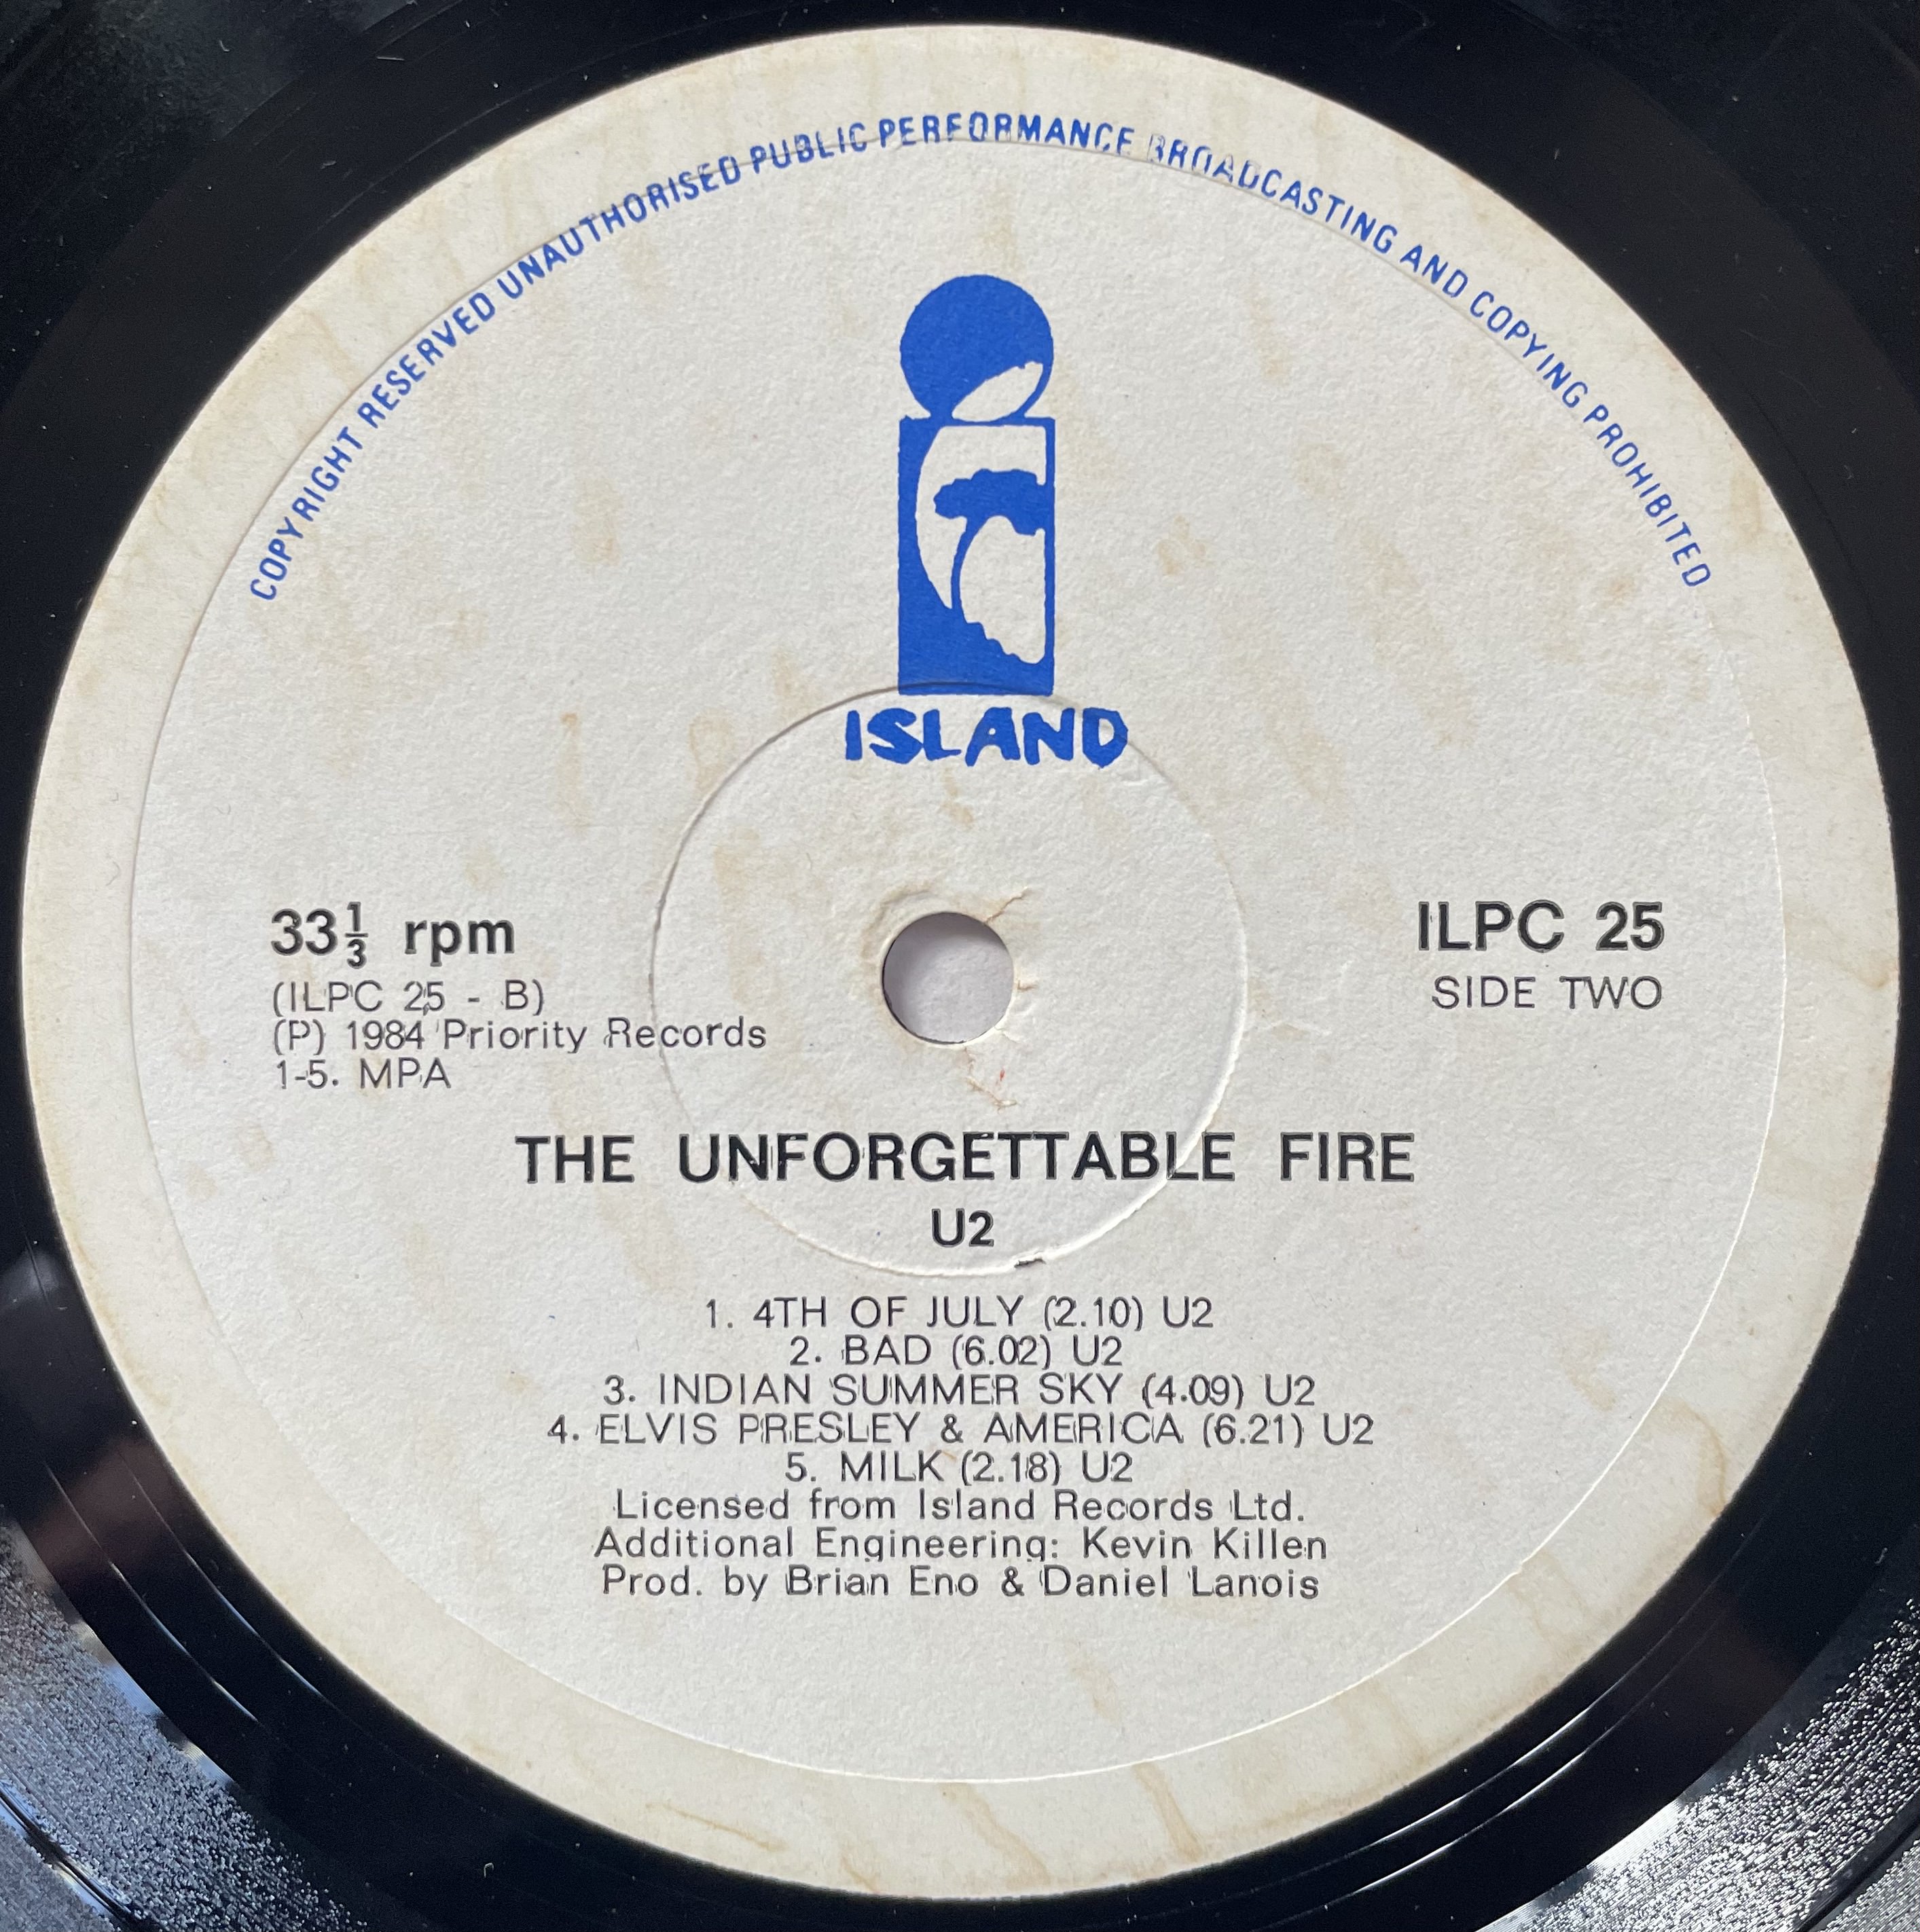 COPYRIGHT RESERVED UNAUTHORISED PUBLIC PERFORMANCE BROADCASTING AND COPYING PROHIBITED
ISLAND
33⅓ rpm
(ILPC 25 - B)
(P) 1984 Priority Records
1-5. MPA
ILPC 25
SIDE TWO
THE UNFORGETTABLE FIRE
U2
1. 4TH OF JULY (2.10) U2
2. BAD (6.02) U2
3. INDIAN SUMMER SKY (4.09) U2
4. ELVIS PRESLEY & AMERICA (6.21) U2
5. MILK (2.18) U2
Licensed from Island Records Ltd.
Additional Engineering: Kevin Killen
Prod. by Brian Eno & Daniel Lanois